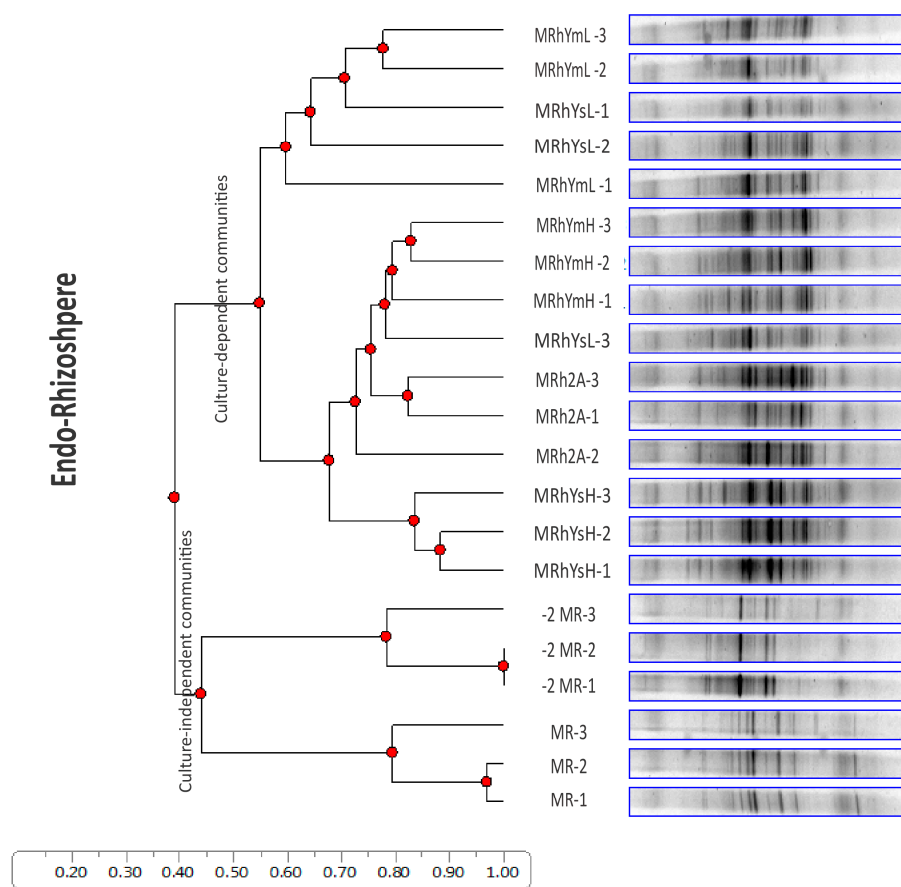 Endo-Rhizoshpere
Culture-dependent communities
Culture-independent communities
MRhYmL -3
MRhYmL -2
MRhYsL-1
MRhYsL-2
MRhYmL -1
MRhYmH -3
MRhYmH -2
MRhYmH -1
MRhYsL-3
MRh2A-3
MRh2A-1
MRh2A-2
MRhYsH-3
MRhYsH-2
MRhYsH-1
-2 MR-3
-2 MR-2
-2 MR-1
MR-3
MR-2
MR-1
0.20 0.30 0.40 0.50 0.60 0.70 0.80 0.90 1.00